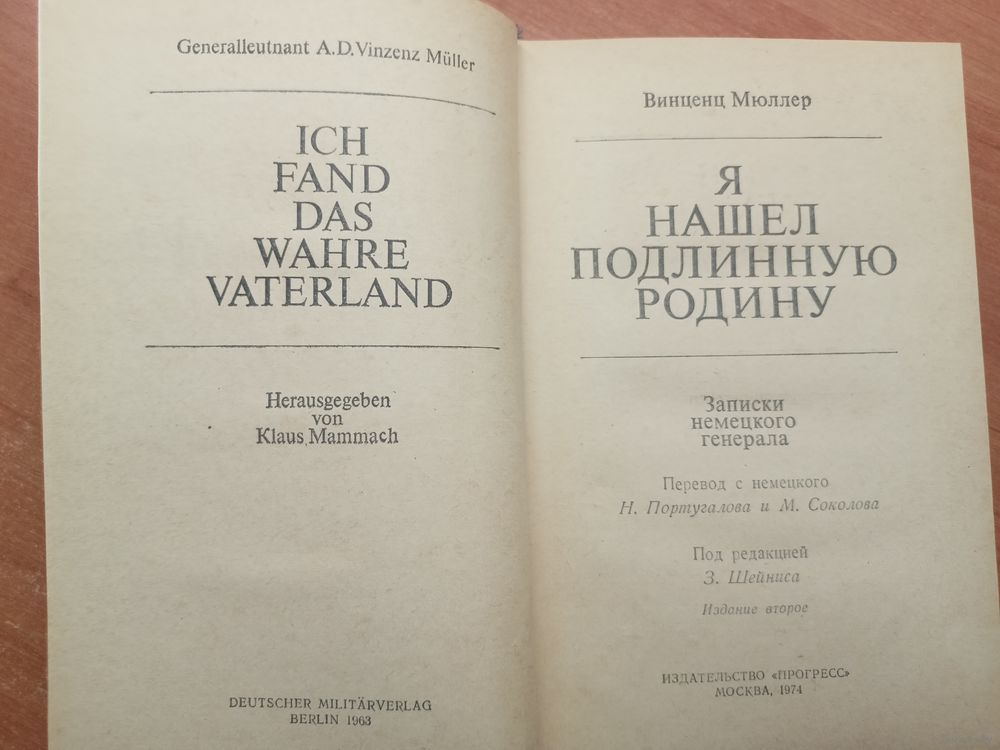 Generalleutnant A.D.Vinzenz Müller
ICH
FAND
DAS
WAHRE
VATERLAND
Herausgegeben
von
Klaus Mammach
DEUTSCHER MILITÄRVERLAG
BERLIN 1963
Винценц Мюллер
Я
НАШЕЛ
ПОДЛИННУЮ
РОДИНУ
Записки
немецкого
генерала
Перевод с немецкого
Н. Португалова и М. Соколова
Под редакцией
З. Шейниса
Издание второе
ИЗДАТЕЛЬСТВО «ПРОГРЕСС»
МОСКВА, 1974